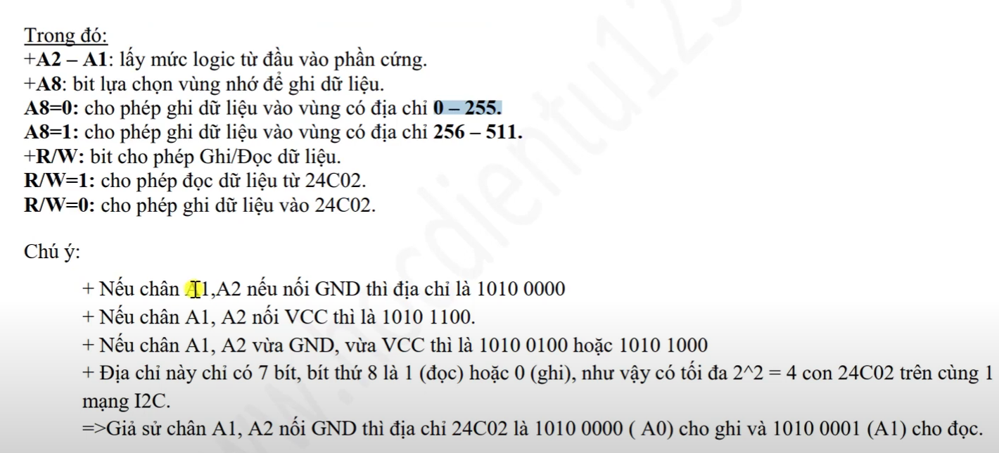 Trong đó:
+A2 – A1: lấy mức logic từ đầu vào phần cứng.
+A8: bit lựa chọn vùng nhớ để ghi dữ liệu.
A8=0: cho phép ghi dữ liệu vào vùng có địa chỉ 0 – 255.
A8=1: cho phép ghi dữ liệu vào vùng có địa chỉ 256 – 511.
+R/W: bit cho phép Ghi/Đọc dữ liệu.
R/W=1: cho phép đọc dữ liệu từ 24C02.
R/W=0: cho phép ghi dữ liệu vào 24C02.
Chú ý:
+ Nếu chân A1,A2 nếu nối GND thì địa chỉ là 1010 0000
+ Nếu chân A1, A2 nối VCC thì là 1010 1100.
+ Nếu chân A1, A2 vừa GND, vừa VCC thì là 1010 0100 hoặc 1010 1000
+ Địa chỉ này chỉ có 7 bít, bít thứ 8 là 1 (đọc) hoặc 0 (ghi), như vậy có tối đa 2^2 = 4 con 24C02 trên cùng 1
mạng I2C.
=>Giả sử chân A1, A2 nối GND thì địa chỉ 24C02 là 1010 0000 ( A0) cho ghi và 1010 0001 (A1) cho đọc.